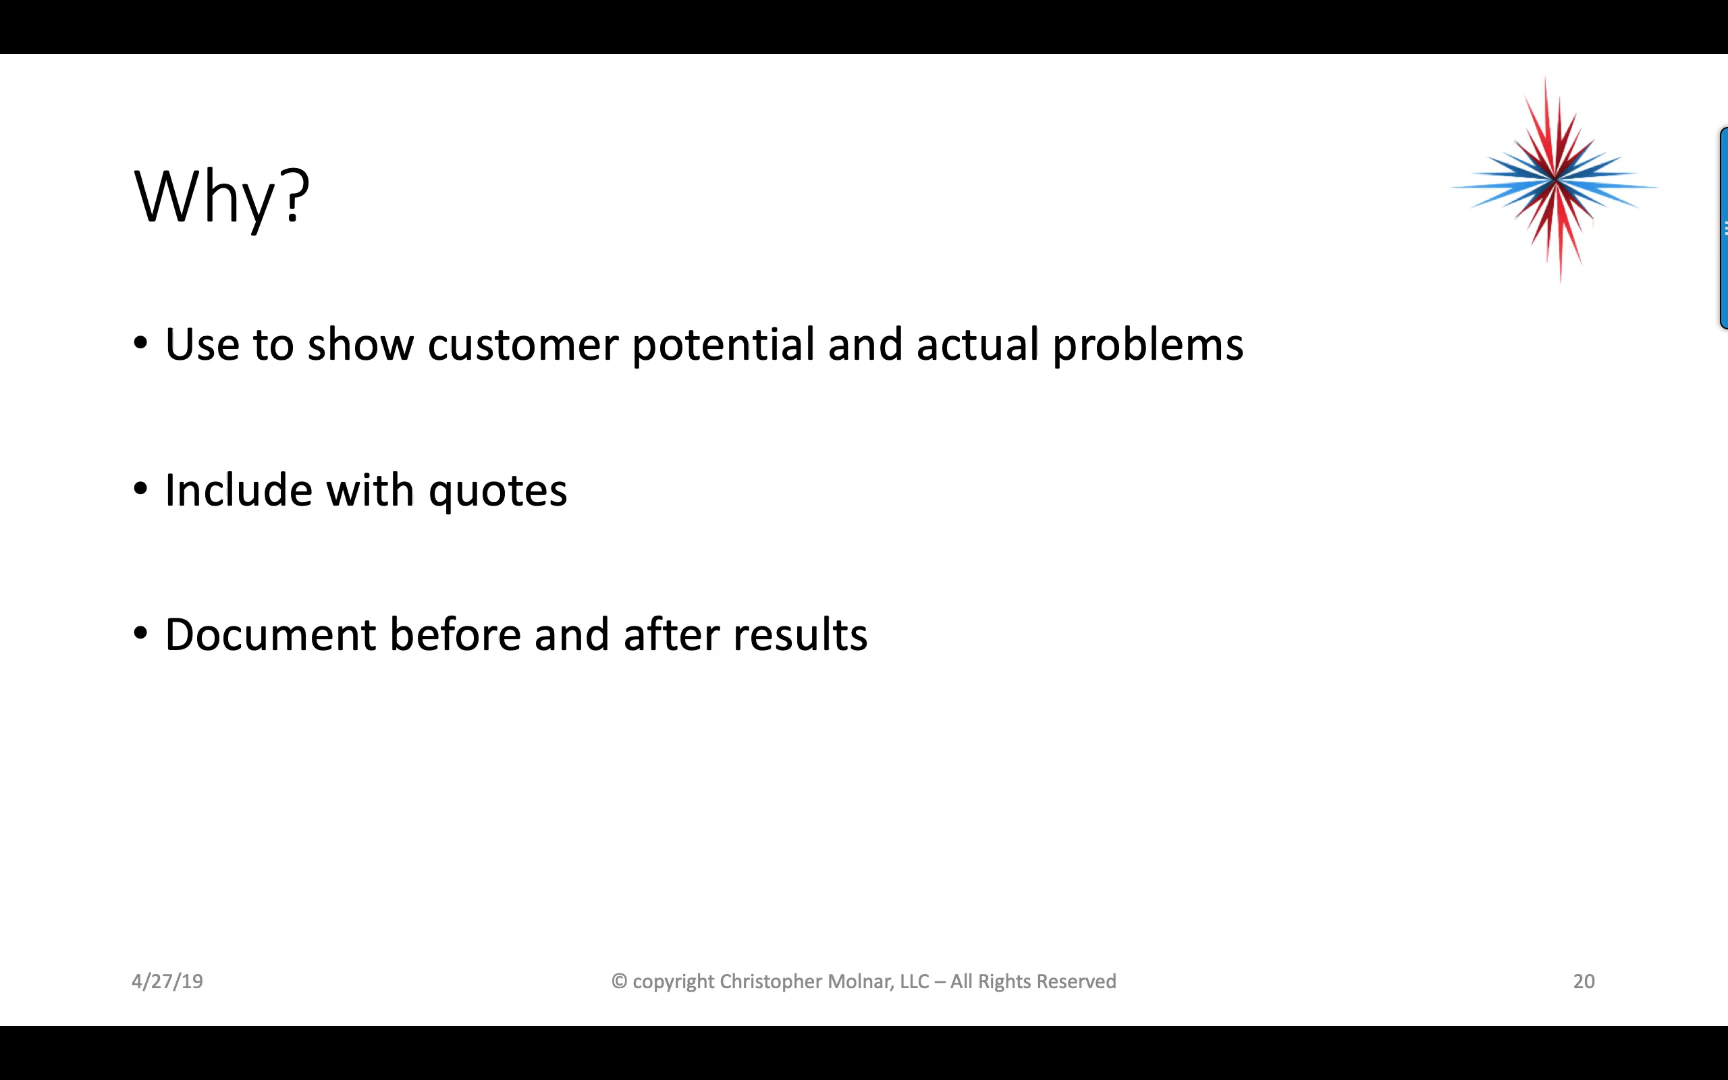 Why?
• Use to show customer potential and actual problems
• Include with quotes
• Document before and after results
4/27/19
© copyright Christopher Molnar, LLC – All Rights Reserved
20